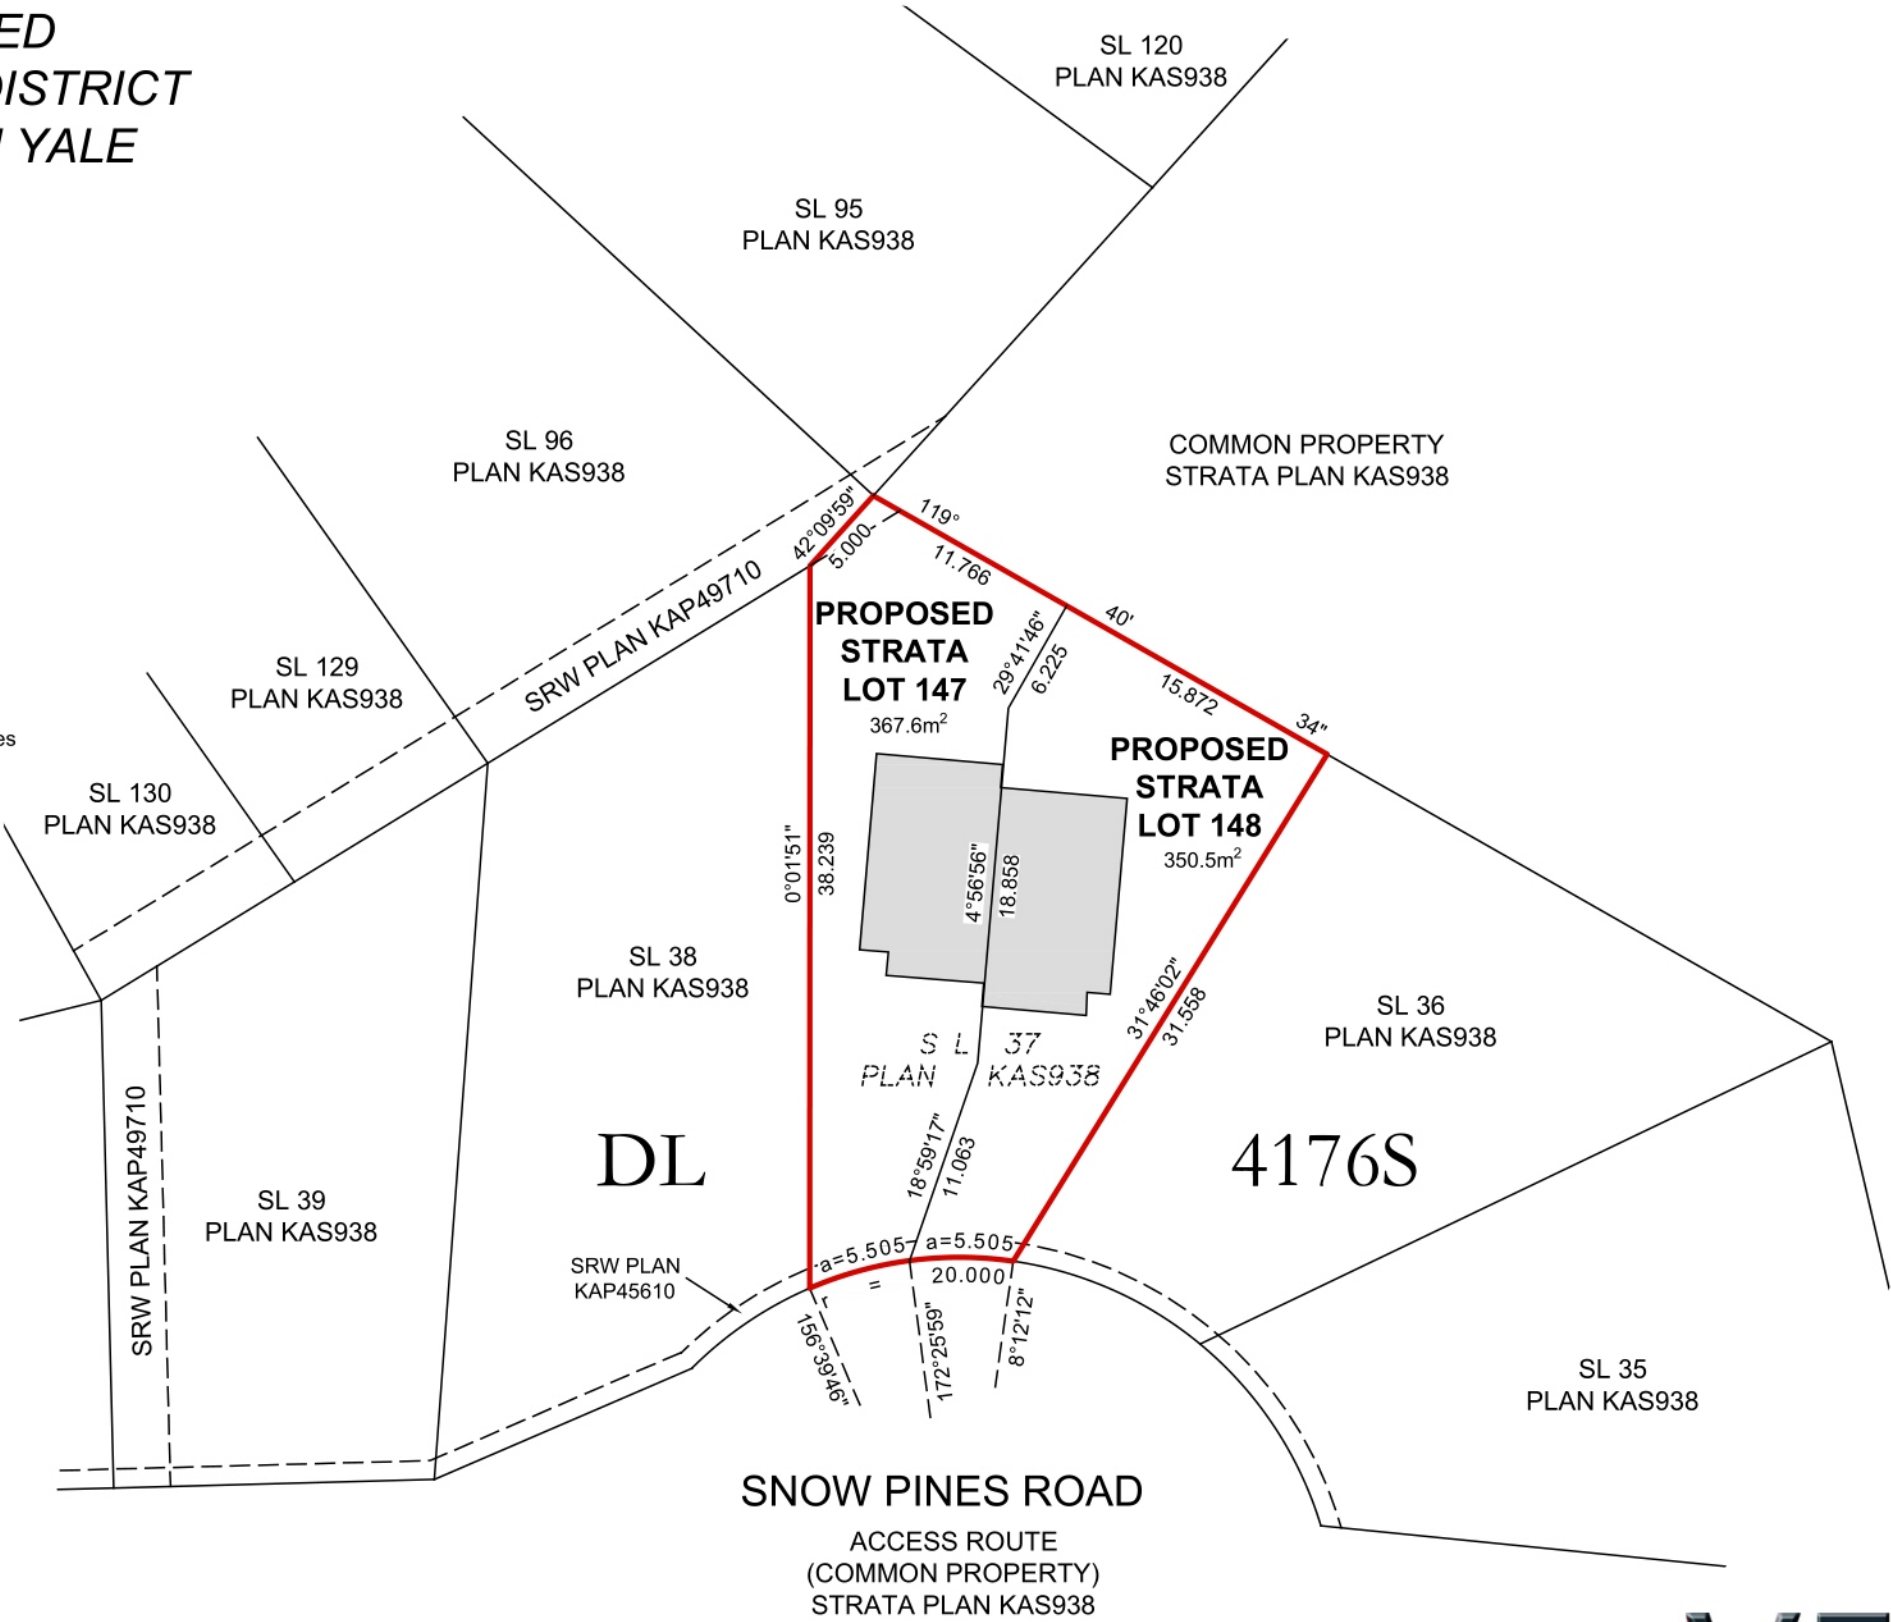 ED
DISTRICT
YALE
SL 120
PLAN KAS938
SL 95
PLAN KAS938
SL 96
PLAN KAS938
COMMON PROPERTY
STRATA PLAN KAS938
42°09'59"
5.000
119°
11.766
40'
15.872
34"
SRW PLAN KAP49710
PROPOSED
STRATA
LOT 147
367.6m²
29°41'46"
6.225
SL 129
PLAN KAS938
es
SL 130
PLAN KAS938
PROPOSED
STRATA
LOT 148
350.5m²
0°01'51"
38.239
4°56'56"
18.858
SL 38
PLAN KAS938
31°46'02"
31.558
SL 36
PLAN KAS938
S L 37
PLAN KAS938
DL
4176S
18°59'17"
11.063
SRW PLAN KAP49710
SL 39
PLAN KAS938
SRW PLAN
KAP45610
a=5.505
a=5.505
r = 20.000
156°39'46"
172°25'59"
8°12'12"
SL 35
PLAN KAS938
SNOW PINES ROAD
ACCESS ROUTE
(COMMON PROPERTY)
STRATA PLAN KAS938